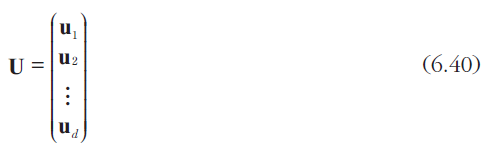 U = (u₁
u₂
⋮
u_d) (6.40)